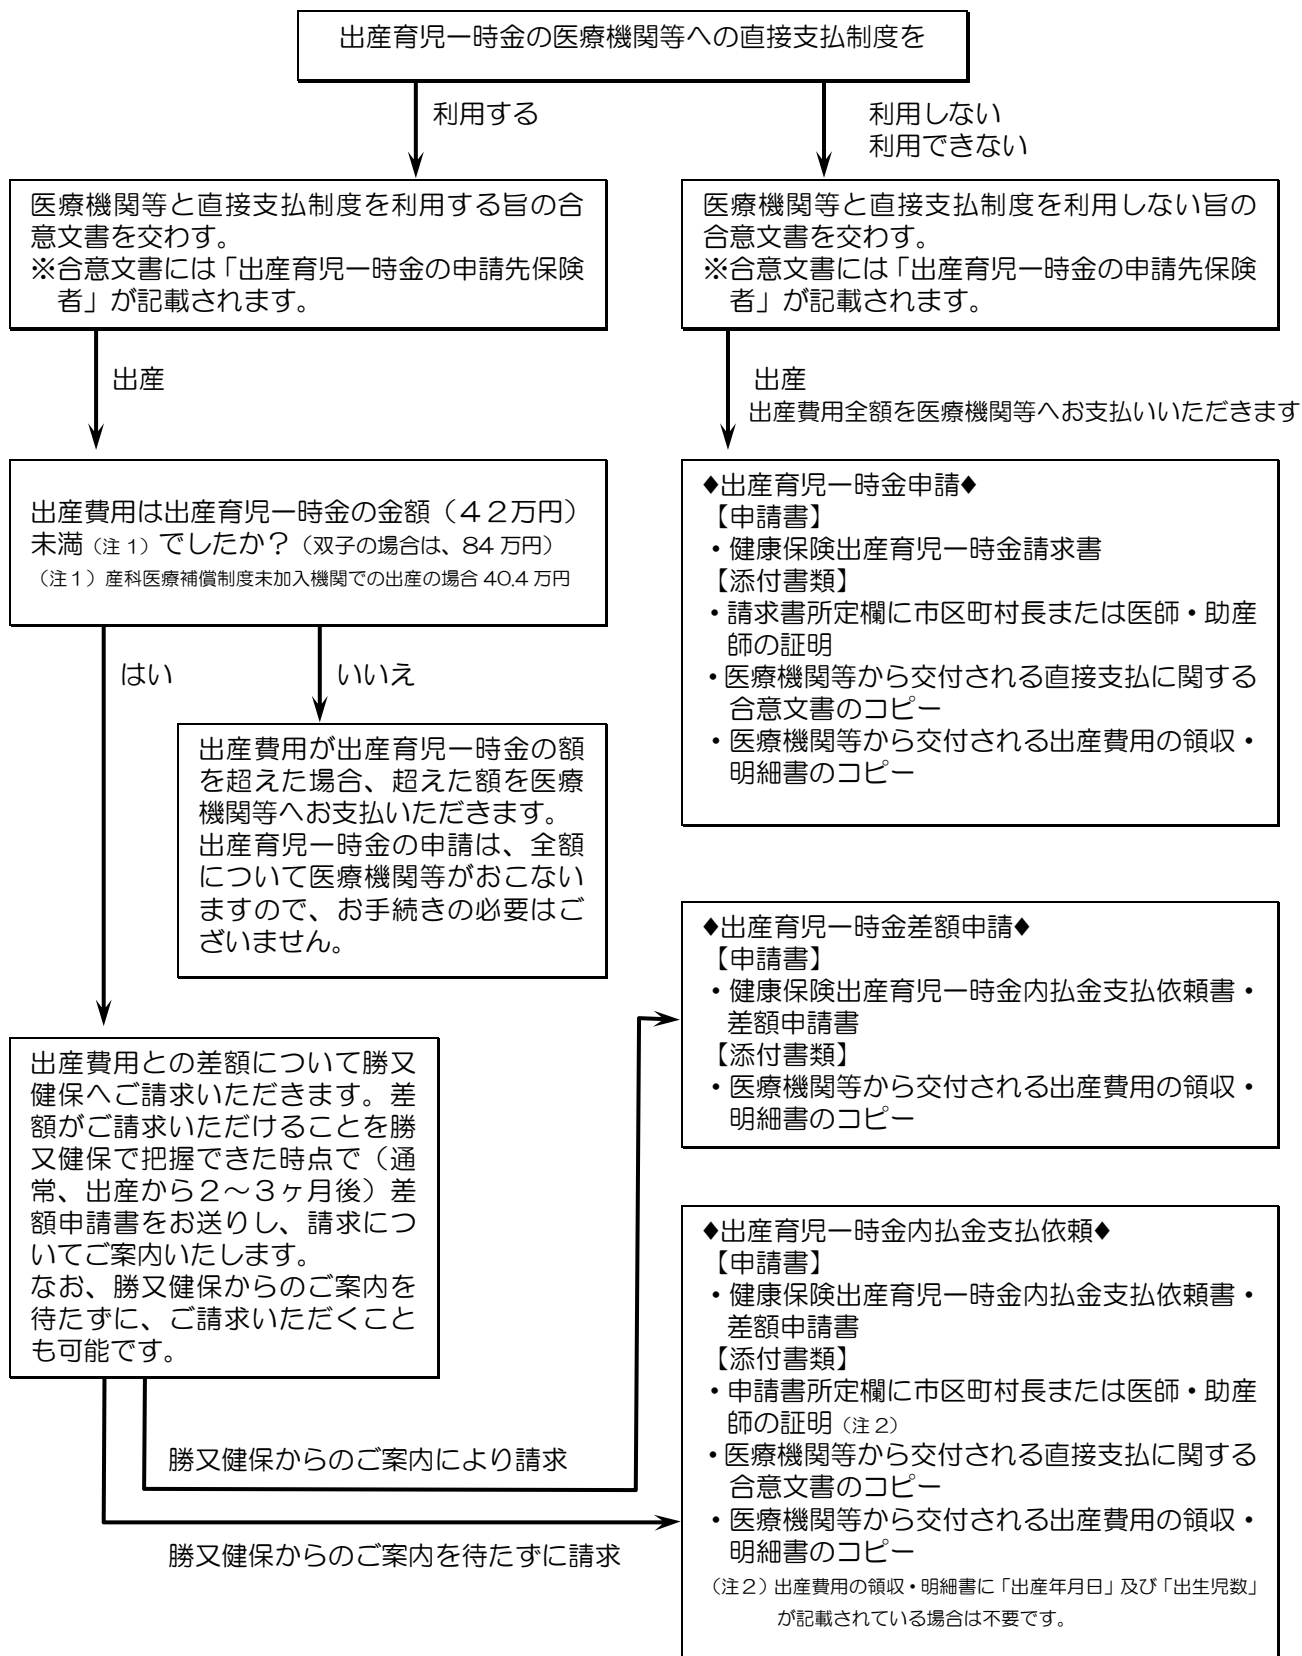 出産育児一時金の医療機関等への直接支払制度を
利用する
利用しない
利用できない
医療機関等と直接支払制度を利用する旨の合
意文書を交わす。
※合意文書には「出産育児一時金の申請先保険
者」が記載されます。
医療機関等と直接支払制度を利用しない旨の
合意文書を交わす。
※合意文書には「出産育児一時金の申請先保険
者」が記載されます。
出産
出産
出産費用全額を医療機関等へお支払いいただきます
出産費用は出産育児一時金の金額（４２万円）
未満（注 1）でしたか？（双子の場合は、84 万円）
（注１）産科医療補償制度未加入機関での出産の場合 40.4 万円
はい
いいえ
出産費用が出産育児一時金の額
を超えた場合、超えた額を医療
機関等へお支払いただきます。
出産育児一時金の申請は、全額
について医療機関等がおこない
ますので、お手続きの必要はご
ざいません。
♦出産育児一時金申請♦
【申請書】
・健康保険出産育児一時金請求書
【添付書類】
・請求書所定欄に市区町村長または医師・助産
師の証明
・医療機関等から交付される直接支払に関する
合意文書のコピー
・医療機関等から交付される出産費用の領収・
明細書のコピー
♦出産育児一時金差額申請♦
【申請書】
・健康保険出産育児一時金内払金支払依頼書・
差額申請書
【添付書類】
・医療機関等から交付される出産費用の領収・
明細書のコピー
出産費用との差額について勝又
健保へご請求いただきます。差
額がご請求いただけることを勝
又健保で把握できた時点で（通
常、出産から２～３ヶ月後）差
額申請書をお送りし、請求につ
いてご案内いたします。
なお、勝又健保からのご案内を
待たずに、ご請求いただくこと
も可能です。
勝又健保からのご案内により請求
勝又健保からのご案内を待たずに請求
♦出産育児一時金内払金支払依頼♦
【申請書】
・健康保険出産育児一時金内払金支払依頼書・
差額申請書
【添付書類】
・申請書所定欄に市区町村長または医師・助産
師の証明（注 2）
・医療機関等から交付される直接支払に関する
合意文書のコピー
・医療機関等から交付される出産費用の領収・
明細書のコピー
（注２）出産費用の領収・明細書に「出産年月日」及び「出生児数」
が記載されている場合は不要です。